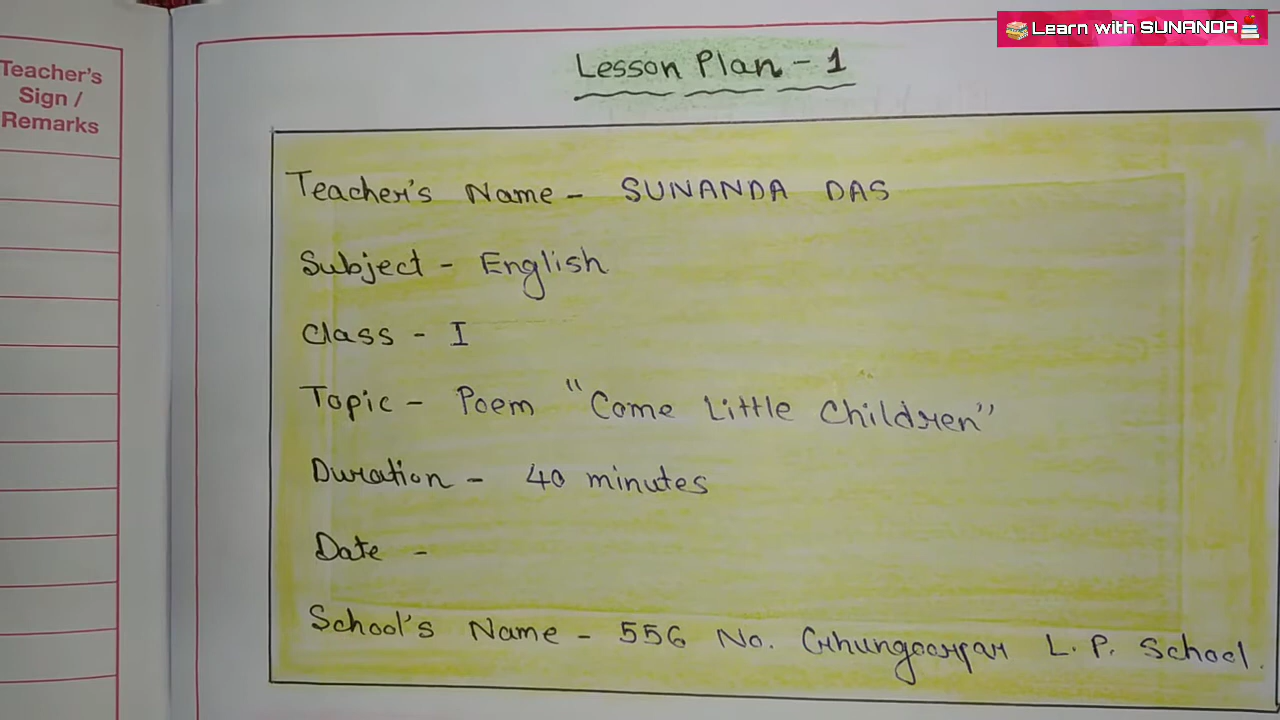 Learn with SUNANDA
Teacher's
Sign /
Remarks
Lesson Plan - 1
Teacher's Name - SUNANDA DAS
Subject - English
Class - I
Topic - Poem "Come Little Children"
Duration - 40 minutes
Date -
School's Name - 556 No. L.P. School.